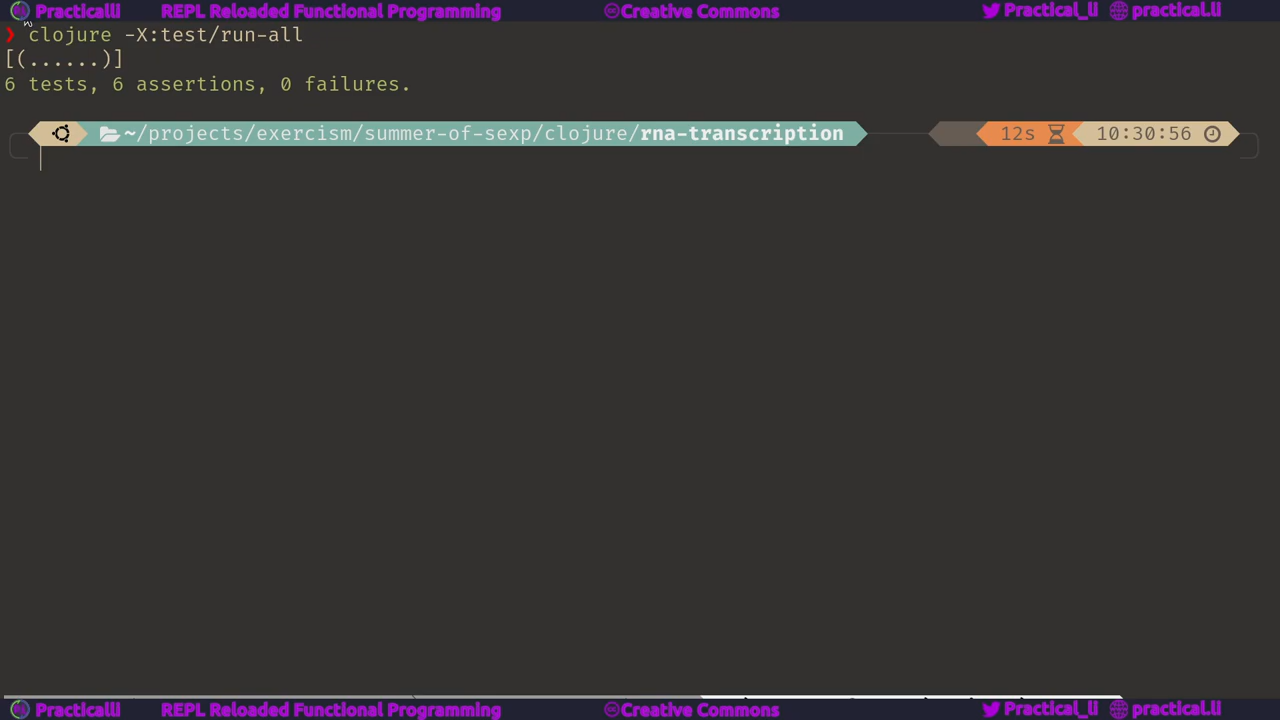 Practicalli REPL Reloaded Functional Programming Creative Commons Practical_li practical.li
❯ clojure -X:test/run-all
[(......)]
6 tests, 6 assertions, 0 failures.
~/projects/exercism/summer-of-sexp/clojure/rna-transcription 12s 10:30:56
Practicalli REPL Reloaded Functional Programming Creative Commons Practical_li practical.li